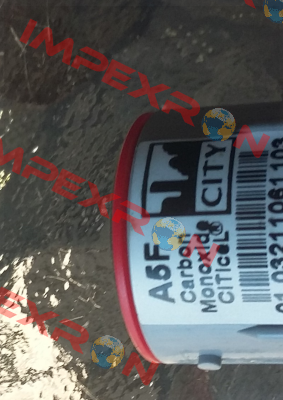 IMPEXRON
CITY
A5F
Carbon
Monoxide
CiTiceL®
IMPEXRON
IMPEXRON